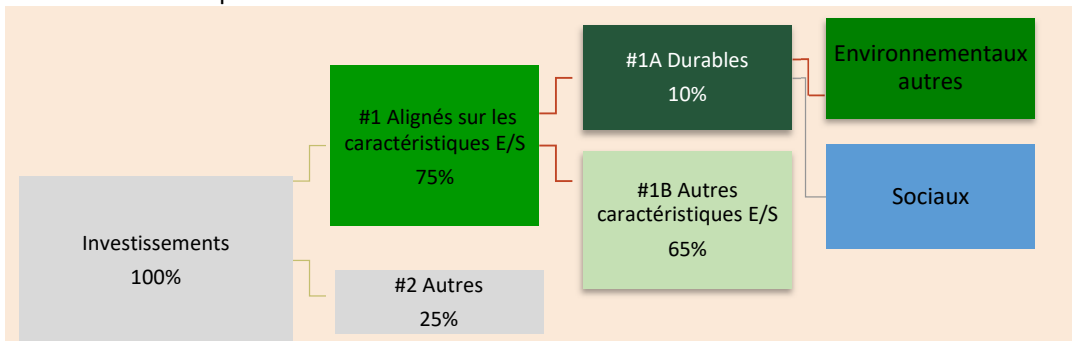 Investissements
100%
#1 Alignés sur les
caractéristiques E/S
75%
#2 Autres
25%
#1A Durables
10%
#1B Autres
caractéristiques E/S
65%
Environnementaux
autres
Sociaux